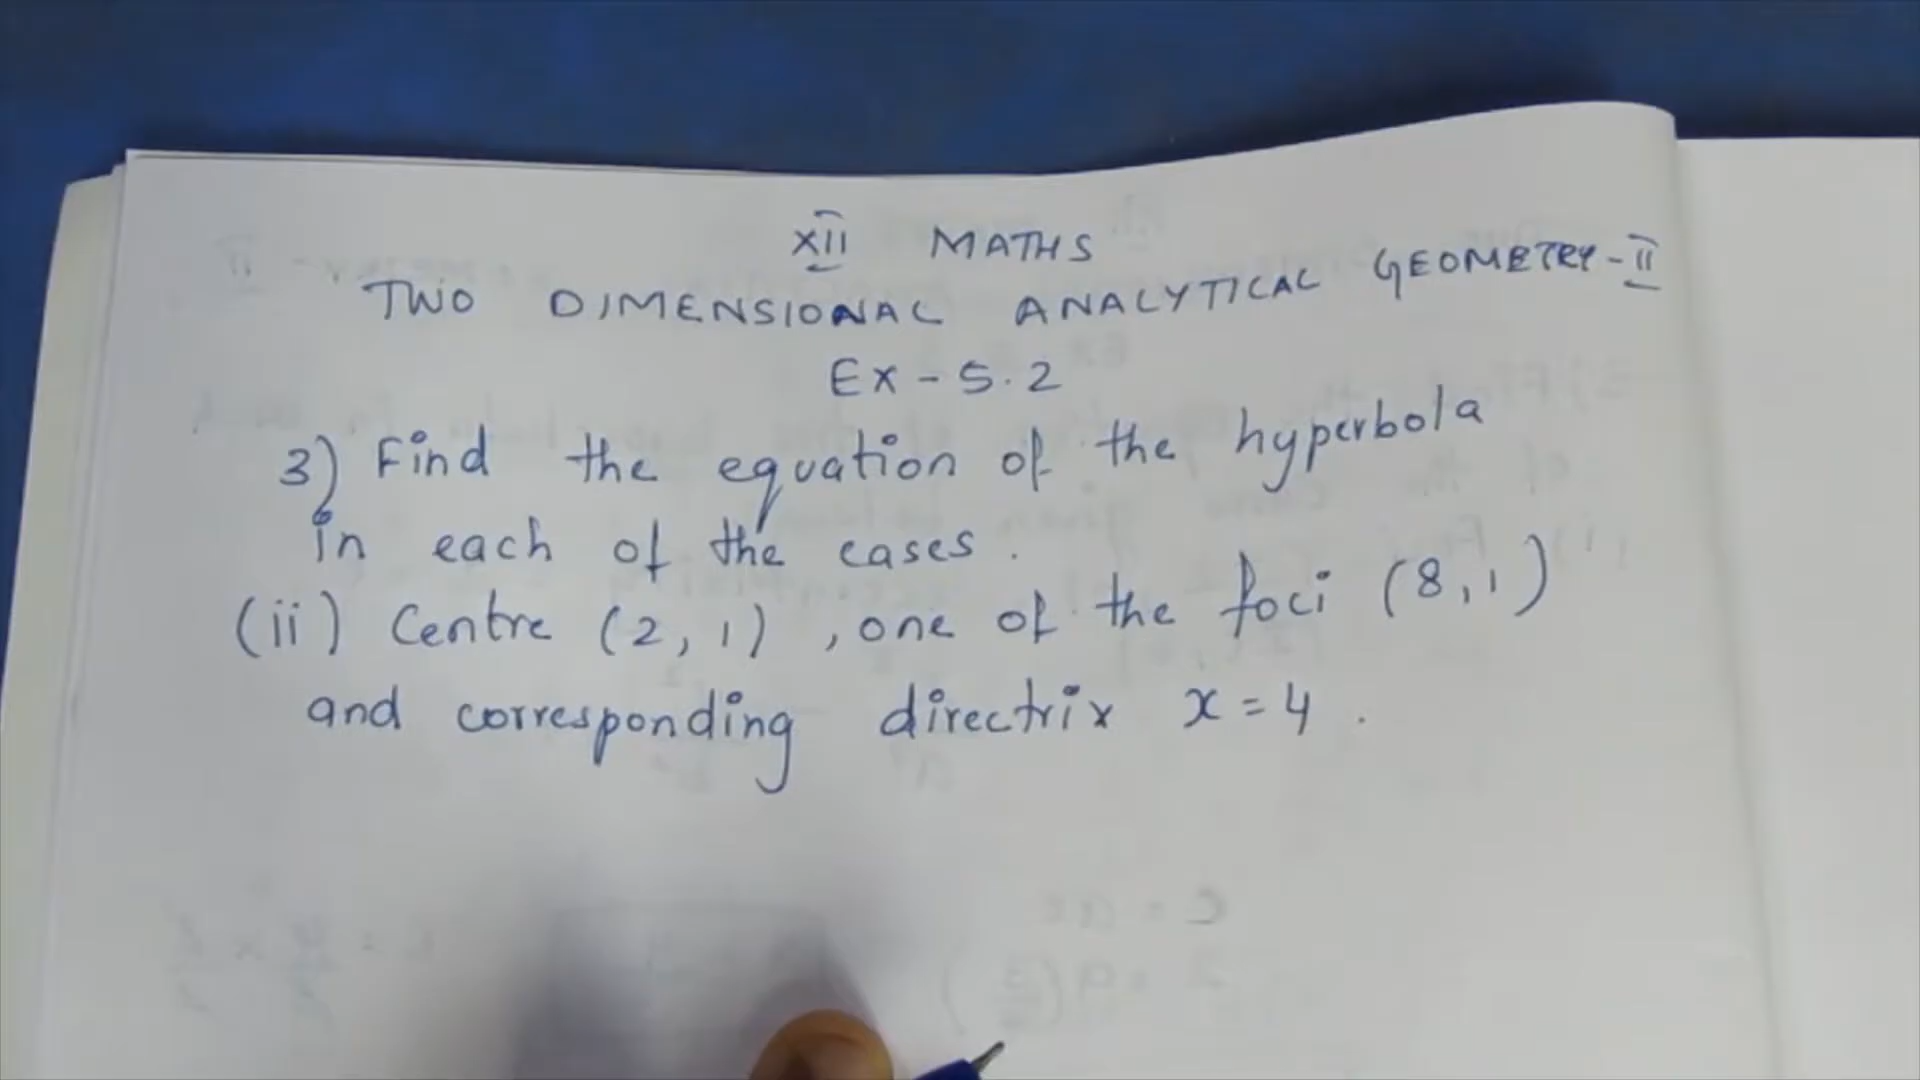 XII MATHS
TWO DIMENSIONAL ANALYTICAL GEOMETRY-II
Ex-5.2
3) Find the equation of the hyperbola
in each of the cases.
(ii) Centre (2,1), one of the foci (8,1)
and corresponding directrix x=4.